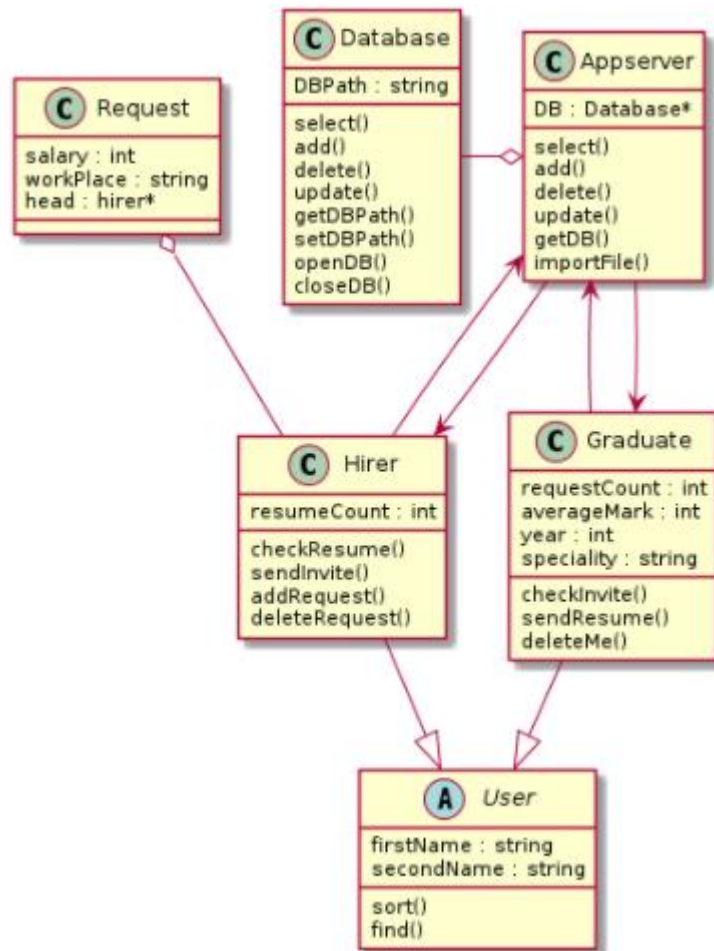 C Request
salary : int
workPlace : string
head : hirer*
C Database
DBPath : string
select()
add()
delete()
update()
getDBPath()
setDBPath()
openDB()
closeDB()
C Appserver
DB : Database*
select()
add()
delete()
update()
getDB()
importFile()
C Hirer
resumeCount : int
checkResume()
sendInvite()
addRequest()
deleteRequest()
C Graduate
requestCount : int
averageMark : int
year : int
speciality : string
checkInvite()
sendResume()
deleteMe()
A User
firstName : string
secondName : string
sort()
find()